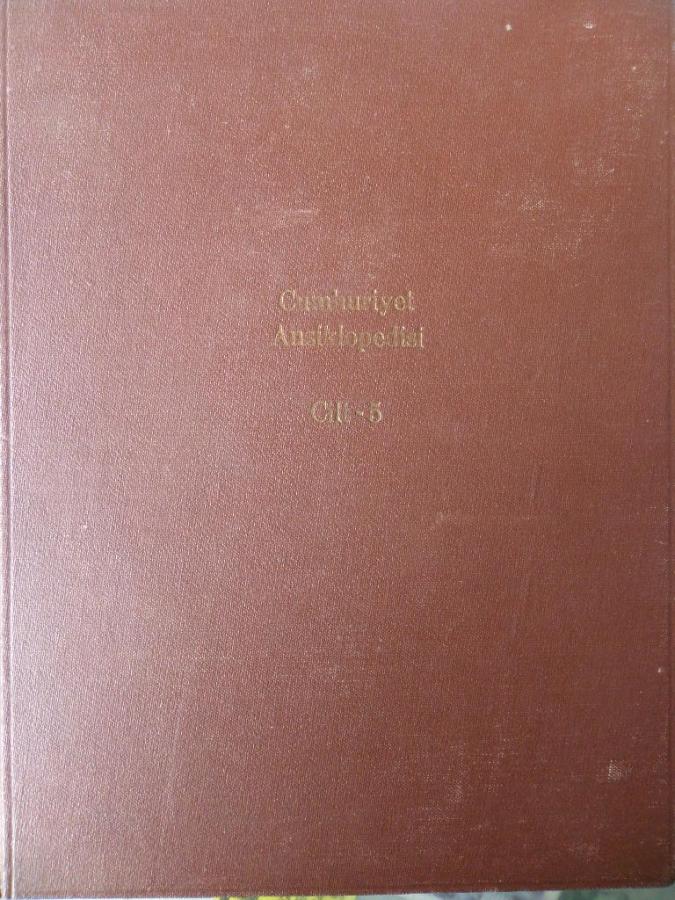 Cumhuriyet
Ansiklopedisi
Cilt - 5